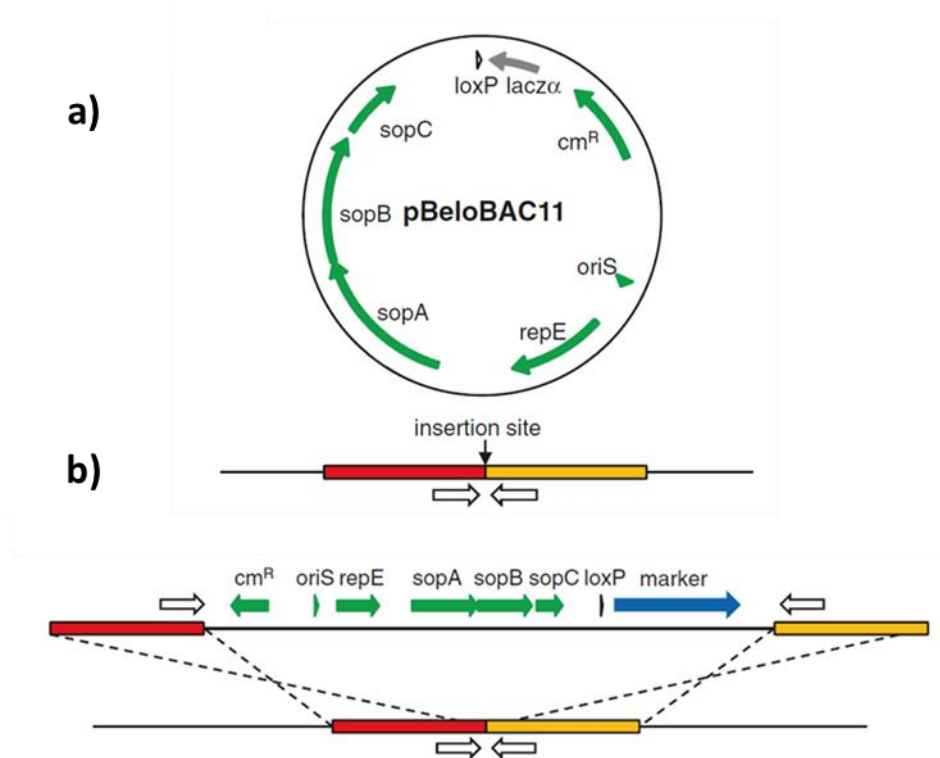 a)
loxP laczα
sopC
cmᴿ
sopB pBeloBAC11
oriS
sopA
repE
insertion site
b)
cmᴿ oriS repE sopA sopB sopC loxP marker